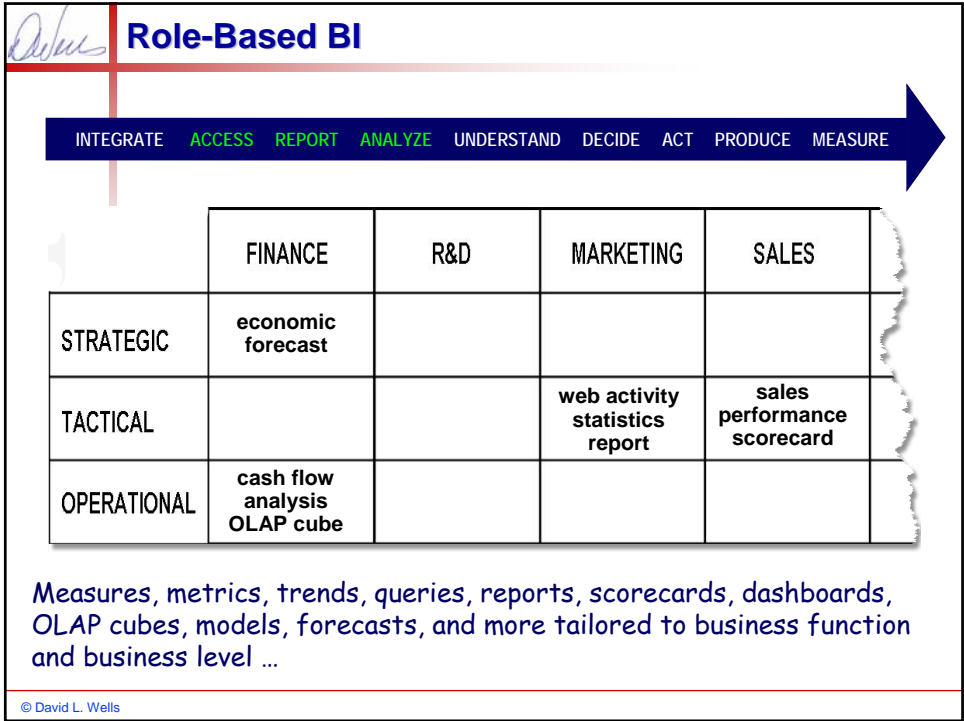 Role-Based BI
INTEGRATE ACCESS REPORT ANALYZE UNDERSTAND DECIDE ACT PRODUCE MEASURE
FINANCE R&D MARKETING SALES
STRATEGIC
economic
forecast
TACTICAL
web activity
statistics
report
sales
performance
scorecard
OPERATIONAL
cash flow
analysis
OLAP cube
Measures, metrics, trends, queries, reports, scorecards, dashboards,
OLAP cubes, models, forecasts, and more tailored to business function
and business level …
© David L. Wells